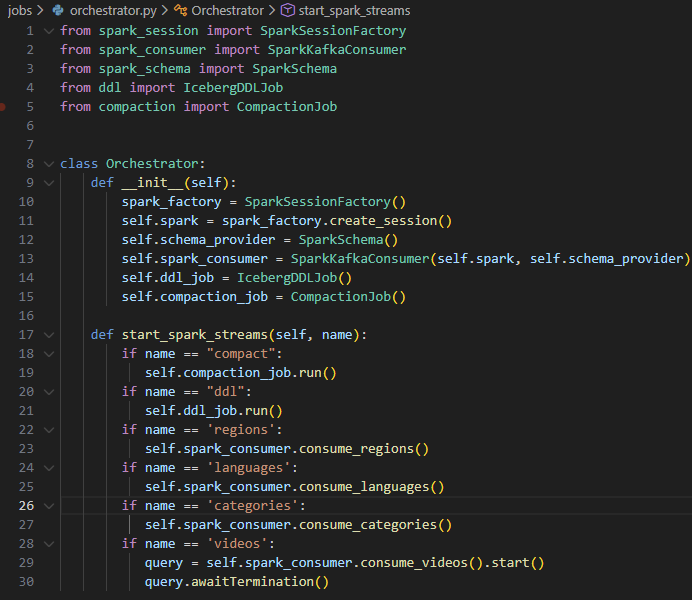 jobs > orchestrator.py > Orchestrator > start_spark_streams
1 from spark_session import SparkSessionFactory
2 from spark_consumer import SparkKafkaConsumer
3 from spark_schema import SparkSchema
4 from ddl import IcebergDDLJob
5 from compaction import CompactionJob
6
7
8 class Orchestrator:
9     def __init__(self):
10         spark_factory = SparkSessionFactory()
11         self.spark = spark_factory.create_session()
12         self.schema_provider = SparkSchema()
13         self.spark_consumer = SparkKafkaConsumer(self.spark, self.schema_provider)
14         self.ddl_job = IcebergDDLJob()
15         self.compaction_job = CompactionJob()
16
17     def start_spark_streams(self, name):
18         if name == "compact":
19            self.compaction_job.run()
20         if name == "ddl":
21            self.ddl_job.run()
22         if name == 'regions':
23            self.spark_consumer.consume_regions()
24         if name == 'languages':
25            self.spark_consumer.consume_languages()
26         if name == 'categories':
27            self.spark_consumer.consume_categories()
28         if name == 'videos':
29            query = self.spark_consumer.consume_videos().start()
30            query.awaitTermination()